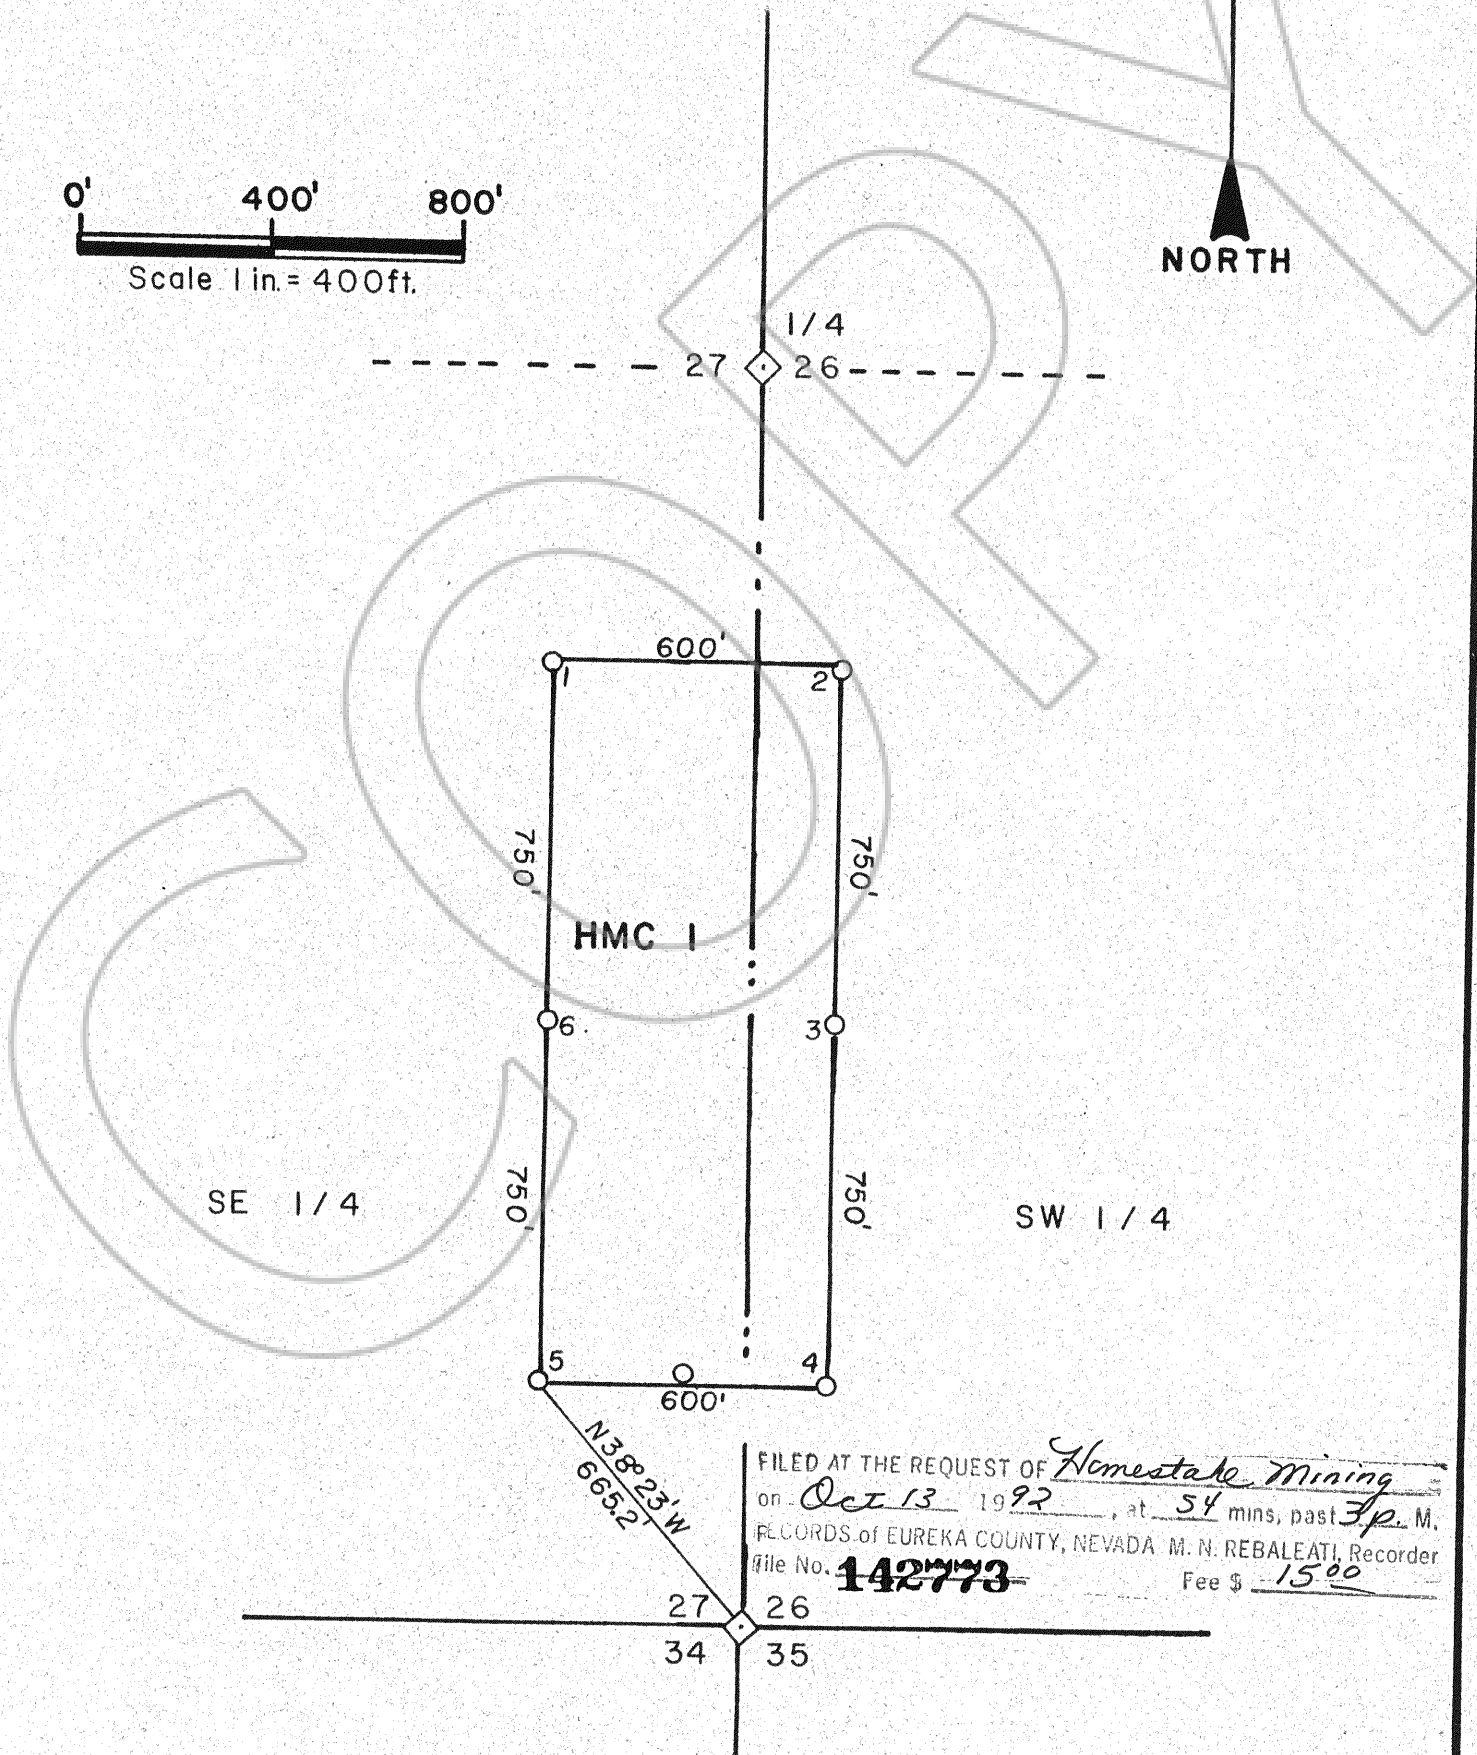 COPY
0' 400' 800'
Scale 1 in. = 400ft.
NORTH
1/4
27 26
600'
1 2
750' 750'
HMC 1
6 3
750' 750'
SE 1/4 SW 1/4
5 4
600'
N38°23'W
665.2'
FILED AT THE REQUEST OF Homestake Mining
on Oct 13 1992, at 54 mins, past 3 p. M.
RECORDS of EUREKA COUNTY, NEVADA M. N. REBALEATI, Recorder
File No. 142773 Fee $ 15 00
27 26
34 35